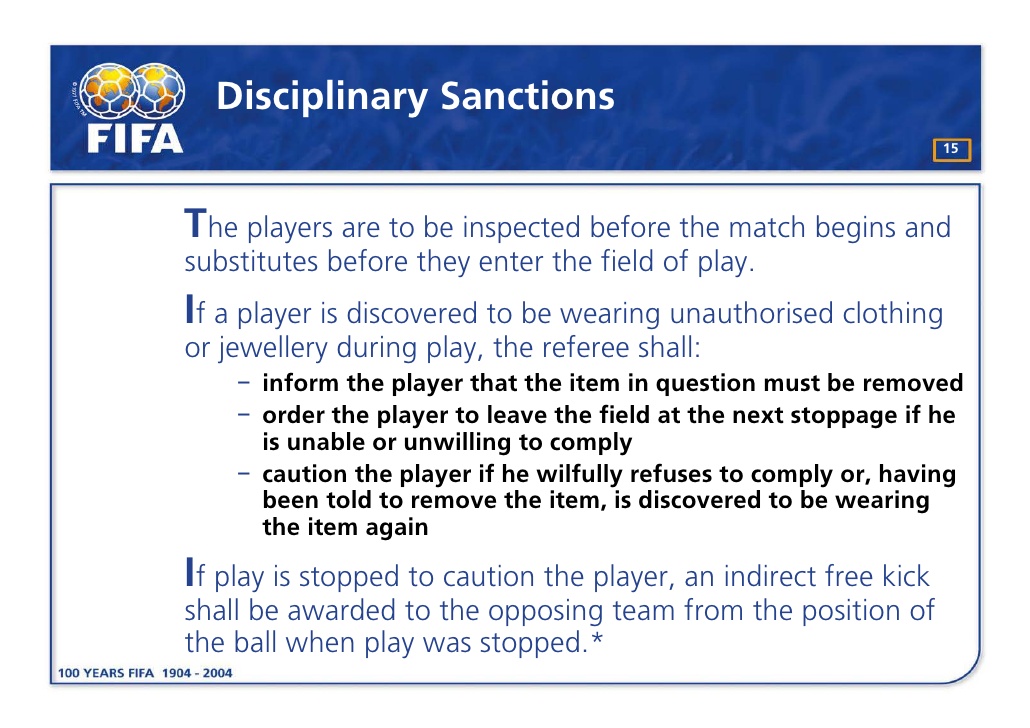 Disciplinary Sanctions
FIFA
15
The players are to be inspected before the match begins and
substitutes before they enter the field of play.
If a player is discovered to be wearing unauthorised clothing
or jewellery during play, the referee shall:
– inform the player that the item in question must be removed
– order the player to leave the field at the next stoppage if he
is unable or unwilling to comply
– caution the player if he wilfully refuses to comply or, having
been told to remove the item, is discovered to be wearing
the item again
If play is stopped to caution the player, an indirect free kick
shall be awarded to the opposing team from the position of
the ball when play was stopped.*
100 YEARS FIFA 1904 - 2004